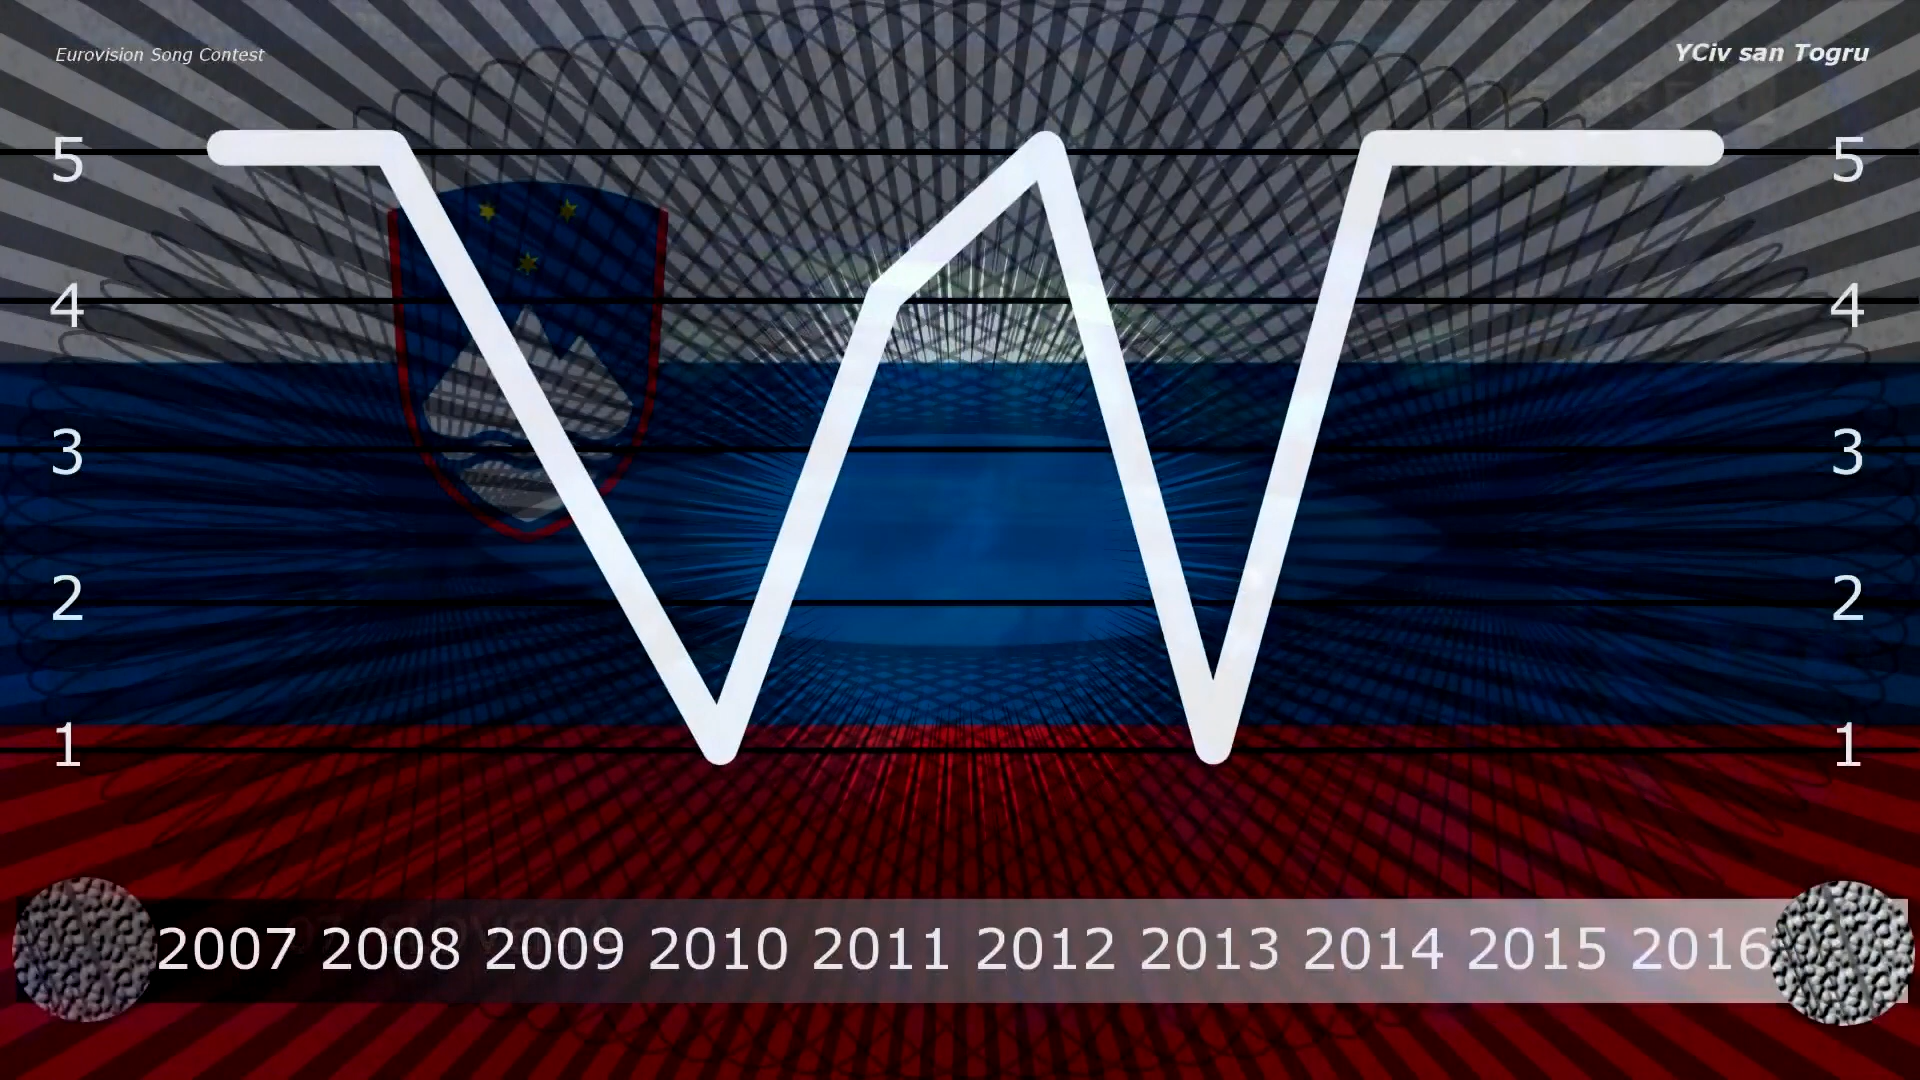 Eurovision Song Contest
YCiv san Togru
5 5
4 4
3 3
2 2
1 1
2007 2008 2009 2010 2011 2012 2013 2014 2015 2016